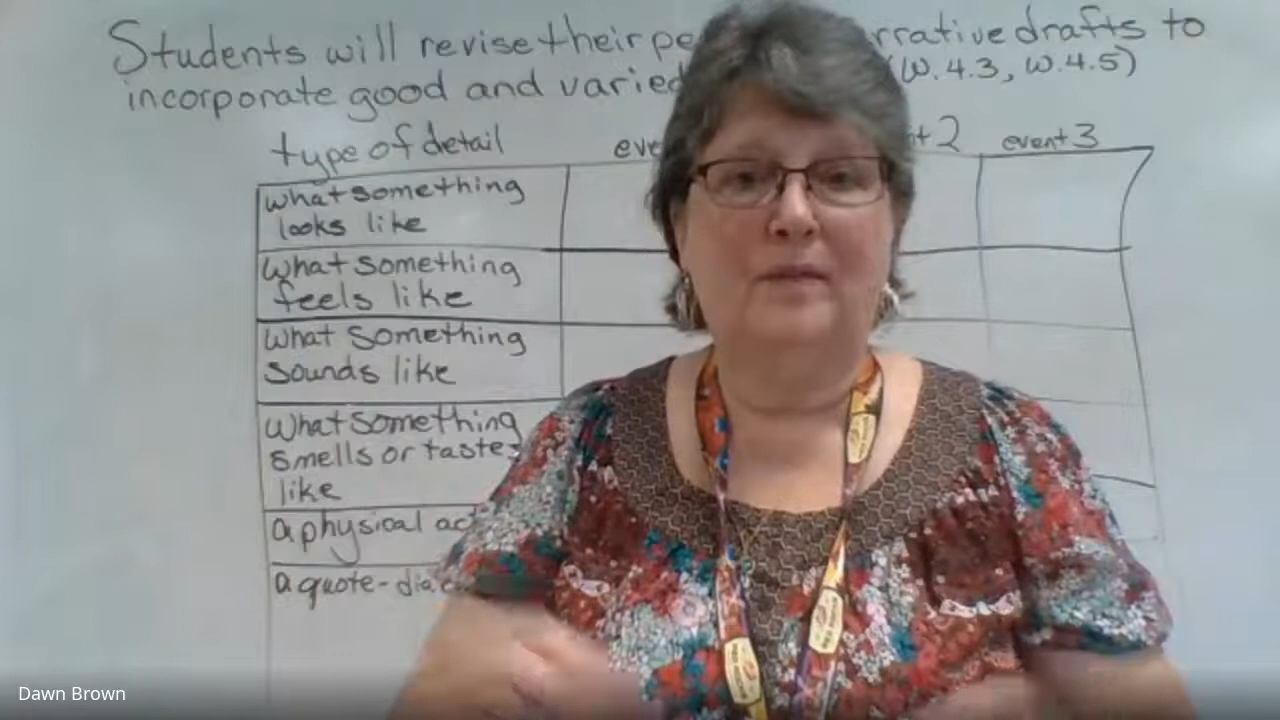 Students will revise their pe rrative drafts to
incorporate good and varied (W.4.3, W.4.5)
type of detail eve t 2 event 3
what something
looks like
what something
feels like
what something
sounds like
what something
smells or tastes
like
a physical ac
a quote-dia
Dawn Brown